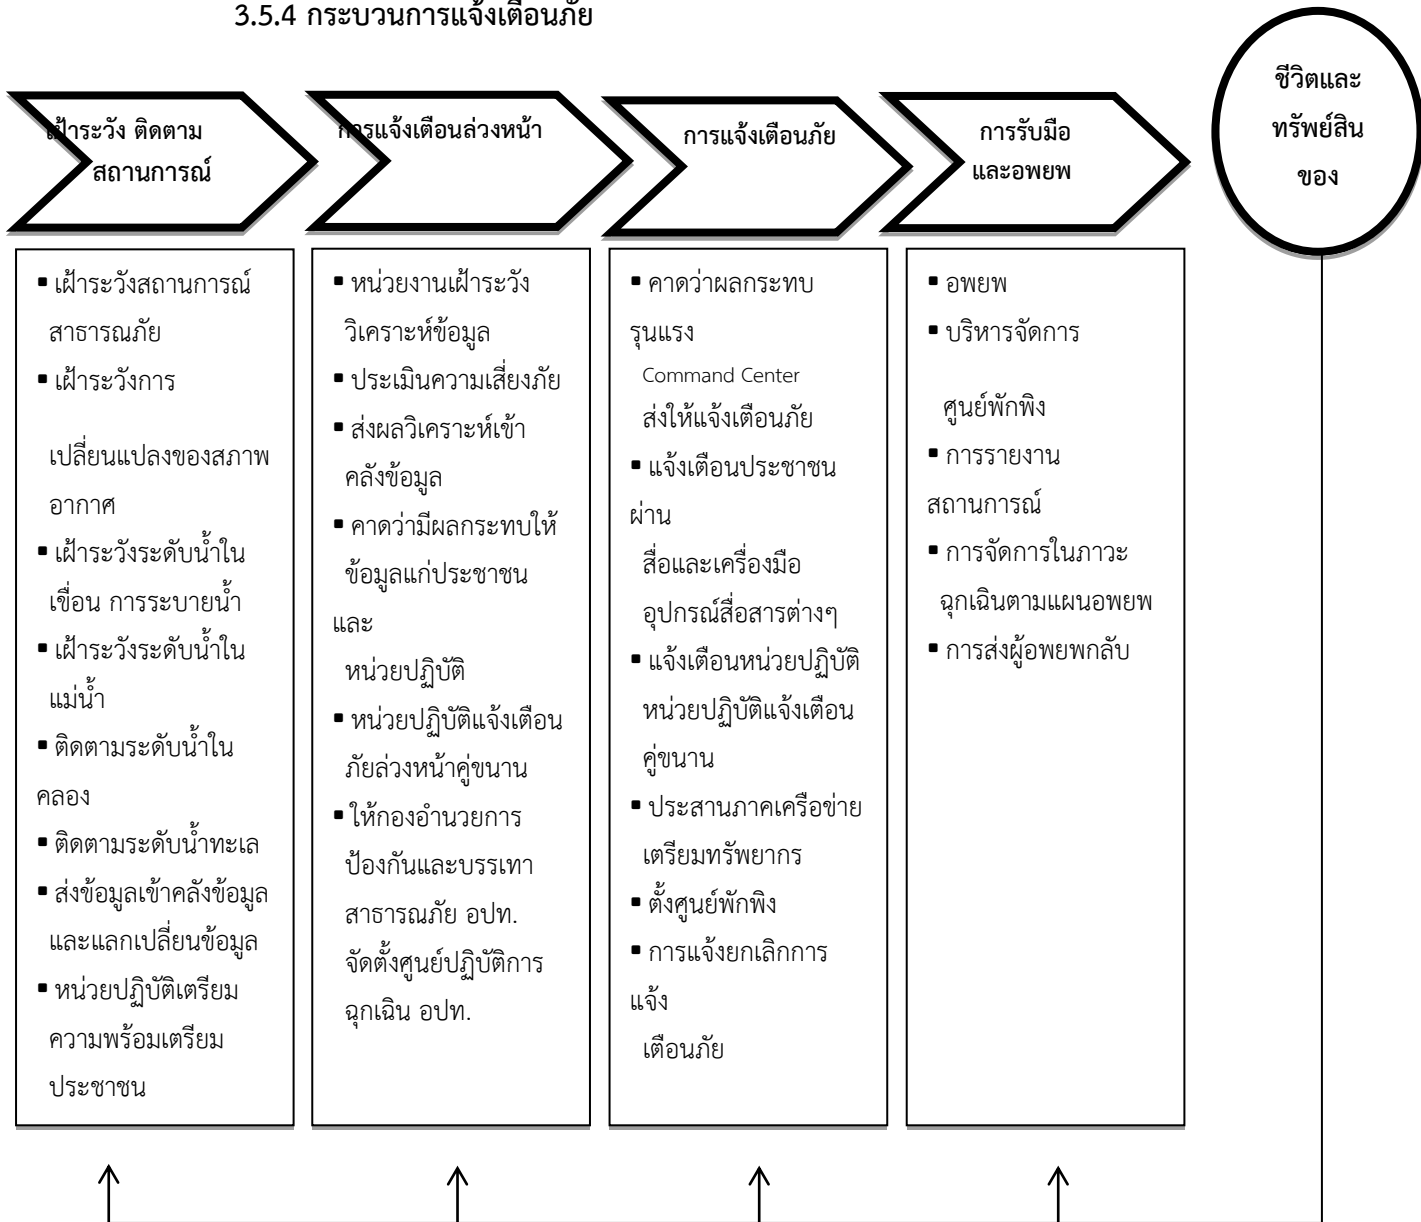 3.5.4 กระบวนการแจ้งเตือนภัย
เฝ้าระวัง ติดตาม
สถานการณ์
การแจ้งเตือนล่วงหน้า
การแจ้งเตือนภัย
การรับมือ
และอพยพ
ชีวิตและ
ทรัพย์สิน
ของ
▪ เฝ้าระวังสถานการณ์
สาธารณภัย
▪ เฝ้าระวังการ
เปลี่ยนแปลงของสภาพ
อากาศ
▪ เฝ้าระวังระดับน้ำใน
เขื่อน การระบายน้ำ
▪ เฝ้าระวังระดับน้ำใน
แม่น้ำ
▪ ติดตามระดับน้ำใน
คลอง
▪ ติดตามระดับน้ำทะเล
▪ ส่งข้อมูลเข้าคลังข้อมูล
และแลกเปลี่ยนข้อมูล
▪ หน่วยปฏิบัติเตรียม
ความพร้อมเตรียม
ประชาชน
▪ หน่วยงานเฝ้าระวัง
วิเคราะห์ข้อมูล
▪ ประเมินความเสี่ยงภัย
▪ ส่งผลวิเคราะห์เข้า
คลังข้อมูล
▪ คาดว่ามีผลกระทบให้
ข้อมูลแก่ประชาชน
และ
หน่วยปฏิบัติ
▪ หน่วยปฏิบัติแจ้งเตือน
ภัยล่วงหน้าคู่ขนาน
▪ ให้กองอำนวยการ
ป้องกันและบรรเทา
สาธารณภัย อปท.
จัดตั้งศูนย์ปฏิบัติการ
ฉุกเฉิน อปท.
▪ คาดว่าผลกระทบ
รุนแรง
Command Center
ส่งให้แจ้งเตือนภัย
▪ แจ้งเตือนประชาชน
ผ่าน
สื่อและเครื่องมือ
อุปกรณ์สื่อสารต่างๆ
▪ แจ้งเตือนหน่วยปฏิบัติ
หน่วยปฏิบัติแจ้งเตือน
คู่ขนาน
▪ ประสานภาคเครือข่าย
เตรียมทรัพยากร
▪ ตั้งศูนย์พักพิง
▪ การแจ้งยกเลิกการ
แจ้ง
เตือนภัย
▪ อพยพ
▪ บริหารจัดการ
ศูนย์พักพิง
▪ การรายงาน
สถานการณ์
▪ การจัดการในภาวะ
ฉุกเฉินตามแผนอพยพ
▪ การส่งผู้อพยพกลับ